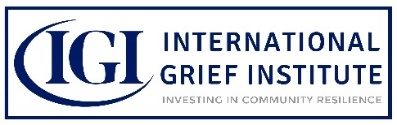 IGI
INTERNATIONAL
GRIEF INSTITUTE
INVESTING IN COMMUNITY RESILIENCE